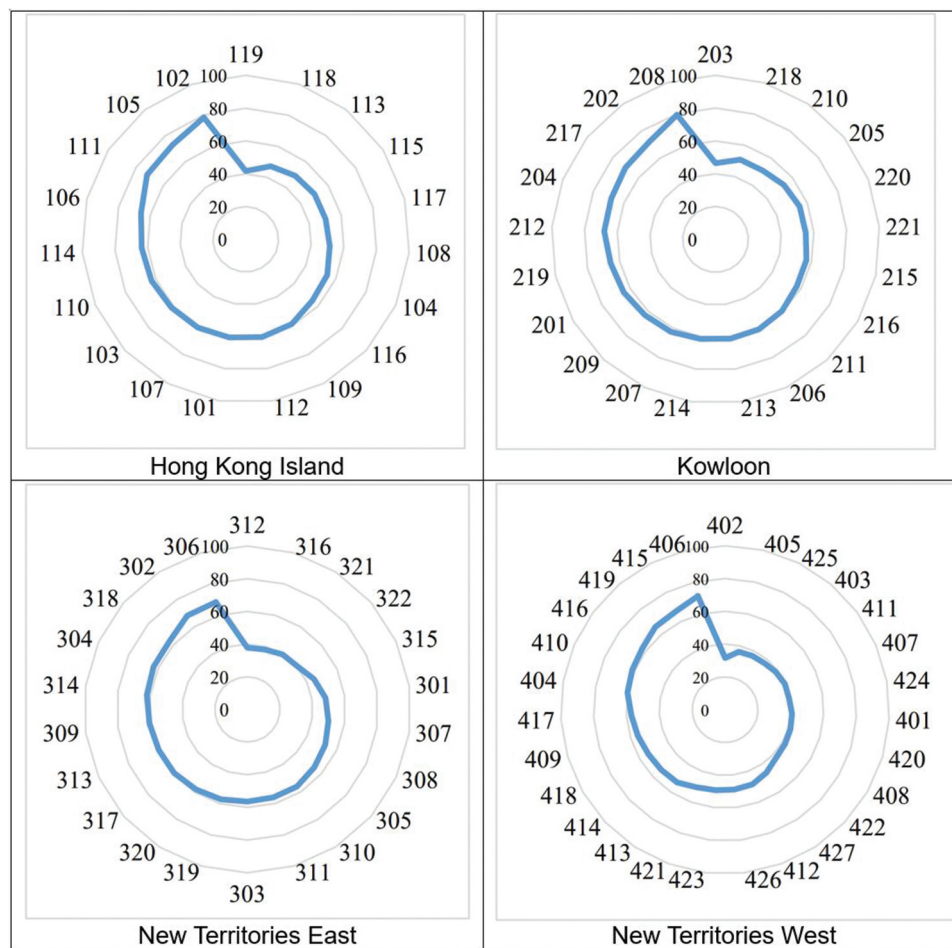 119
102 100 118
105 80 113
111 60 115
106 40 117
20
114 0 108
110 104
103 116
107 109
101 112
Hong Kong Island
203
208 100 218
202 80 210
217 60 205
204 40 220
212 20 221
219 0 215
201 216
209 211
207 206
214 213
Kowloon
312
306 100 316
302 80 321
318 60 322
304 40 315
314 20 301
309 0 307
313 308
317 305
320 310
319 311
303
New Territories East
402
406 100 405
415 80 425
419 403
416 60 411
410 40 407
404 20 424
417 0 401
409 420
418 408
414 422
413 427
421 412
423 426
New Territories West